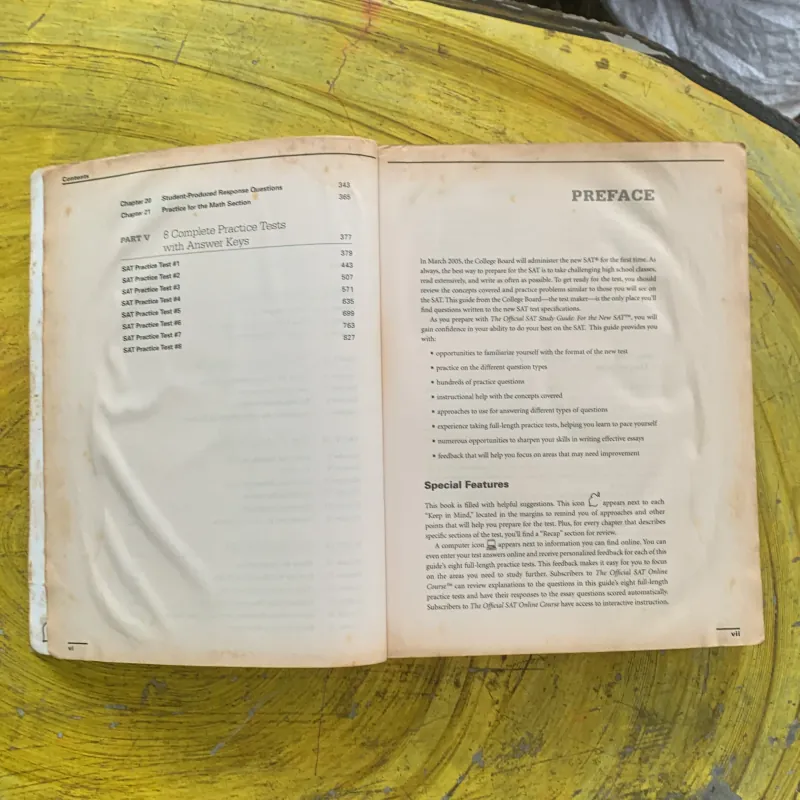 Contents
Chapter 20 Student-Produced Response Questions 343
Chapter 21 Practice for the Math Section 365
PART V 8 Complete Practice Tests
with Answer Keys 377
SAT Practice Test #1 379
SAT Practice Test #2 443
SAT Practice Test #3 507
SAT Practice Test #4 571
SAT Practice Test #5 635
SAT Practice Test #6 699
SAT Practice Test #7 763
SAT Practice Test #8 827
vi
PREFACE
In March 2005, the College Board will administer the new SAT® for the first time. As
always, the best way to prepare for the SAT is to take challenging high school classes,
read extensively, and write as often as possible. To get ready for the test, you should
review the concepts covered and practice problems similar to those you will see on
the SAT. This guide from the College Board—the test maker—is the only place you'll
find questions written to the new SAT test specifications.
As you prepare with The Official SAT Study Guide: For the New SAT™, you will
gain confidence in your ability to do your best on the SAT. This guide provides you
with:
• opportunities to familiarize yourself with the format of the new test
• practice on the different question types
• hundreds of practice questions
• instructional help with the concepts covered
• approaches to use for answering different types of questions
• experience taking full-length practice tests, helping you learn to pace yourself
• numerous opportunities to sharpen your skills in writing effective essays
• feedback that will help you focus on areas that may need improvement
Special Features
This book is filled with helpful suggestions. This icon appears next to each
"Keep in Mind," located in the margins to remind you of approaches and other
points that will help you prepare for the test. Plus, for every chapter that describes
specific sections of the test, you'll find a "Recap" section for review.
A computer icon appears next to information you can find online. You can
even enter your test answers online and receive personalized feedback for each of this
guide's eight full-length practice tests. This feedback makes it easy for you to focus
on the areas you need to study further. Subscribers to The Official SAT Online
Course™ can review explanations to the questions in this guide's eight full-length
practice tests and have their responses to the essay questions scored automatically.
Subscribers to The Official SAT Online Course have access to interactive instruction,
vii